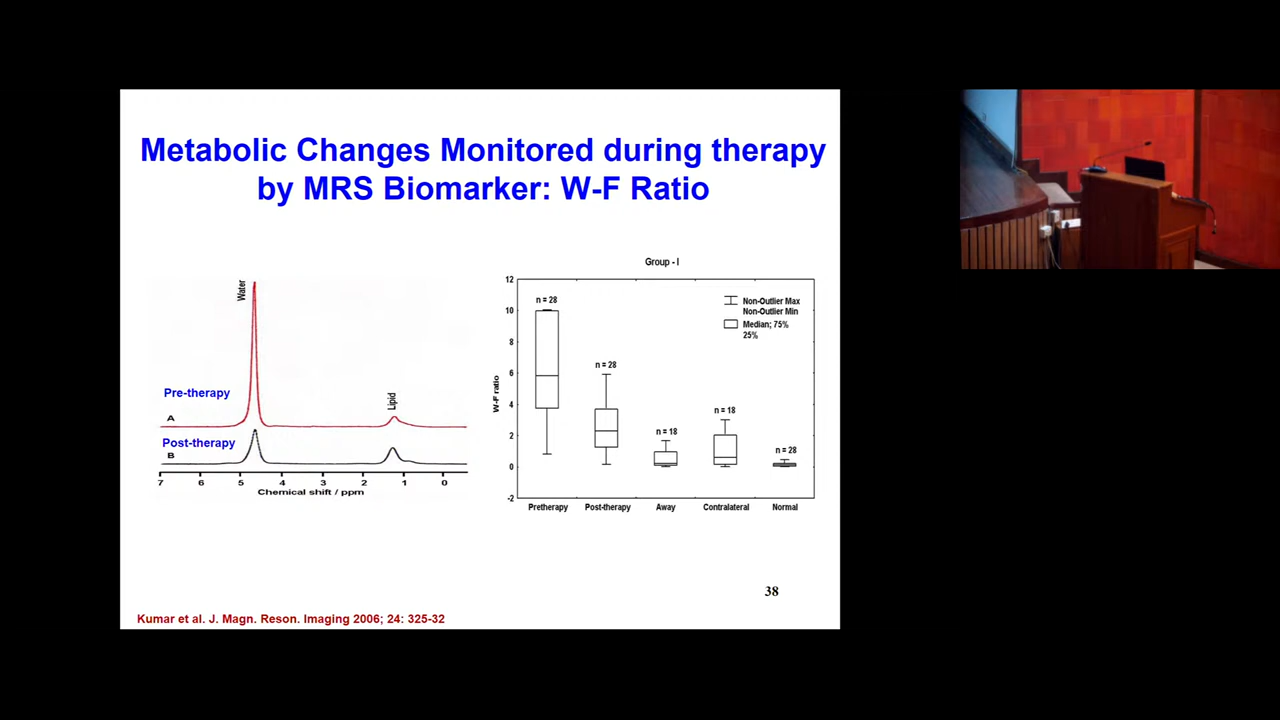 Metabolic Changes Monitored during therapy
by MRS Biomarker: W-F Ratio
Water
Pre-therapy
Lipid
A
Post-therapy
B
7 6 5 4 3 2 1 0
Chemical shift / ppm
Group - I
12
10
8
6
4
2
0
-2
W-F ratio
n = 28
n = 28
n = 18
n = 18
n = 28
Non-Outlier Max
Non-Outlier Min
Median; 75%
25%
Pretherapy Post-therapy Away Contralateral Normal
38
Kumar et al. J. Magn. Reson. Imaging 2006; 24: 325-32